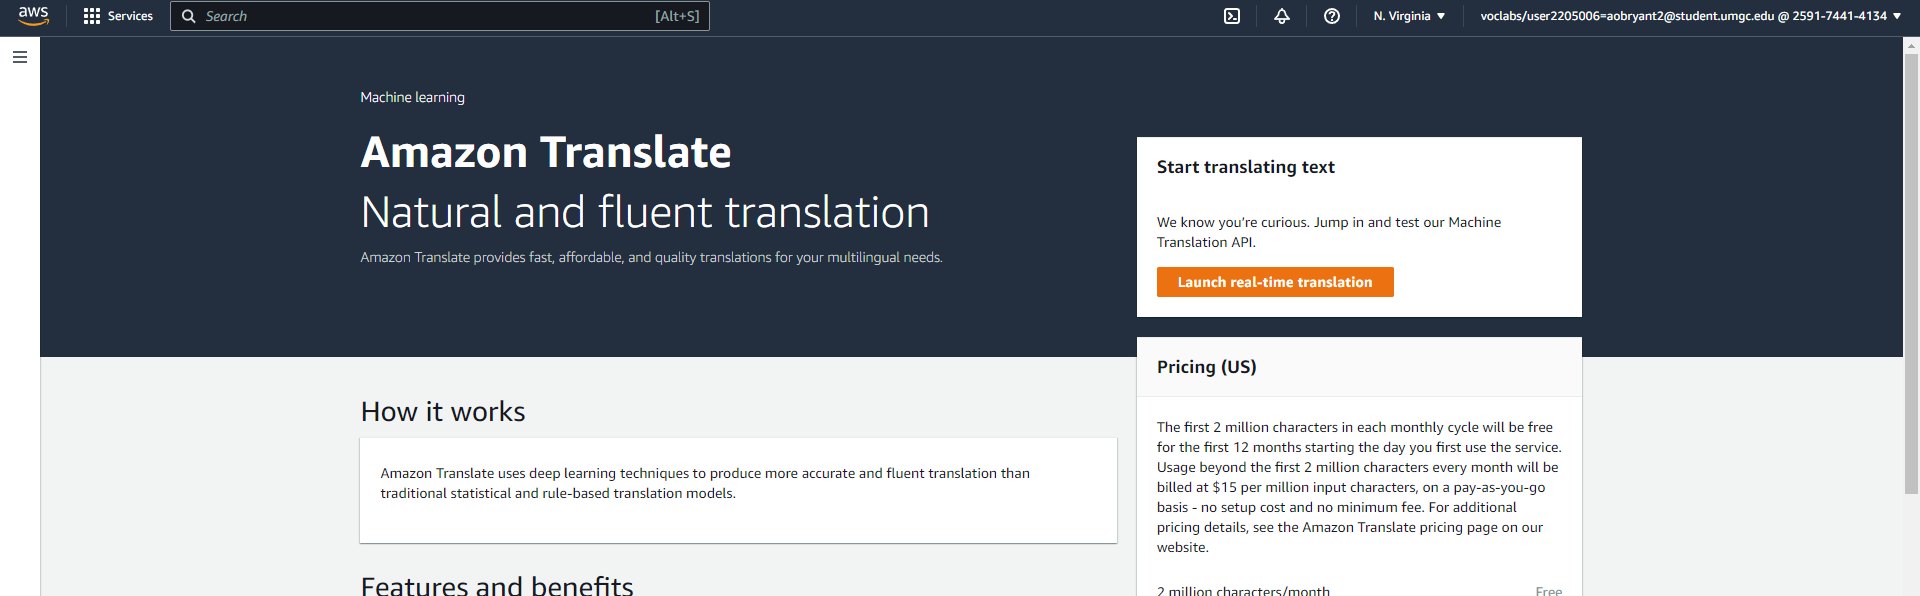 aws
Services
Search
[Alt+S]
N. Virginia
voclabs/user2205006=aobryant2@student.umgc.edu @ 2591-7441-4134
Machine learning
Amazon Translate
Natural and fluent translation
Amazon Translate provides fast, affordable, and quality translations for your multilingual needs.
Start translating text
We know you’re curious. Jump in and test our Machine
Translation API.
Launch real-time translation
Pricing (US)
The first 2 million characters in each monthly cycle will be free
for the first 12 months starting the day you first use the service.
Usage beyond the first 2 million characters every month will be
billed at $15 per million input characters, on a pay-as-you-go
basis - no setup cost and no minimum fee. For additional
pricing details, see the Amazon Translate pricing page on our
website.
2 million characters/month
Free
How it works
Amazon Translate uses deep learning techniques to produce more accurate and fluent translation than
traditional statistical and rule-based translation models.
Features and benefits